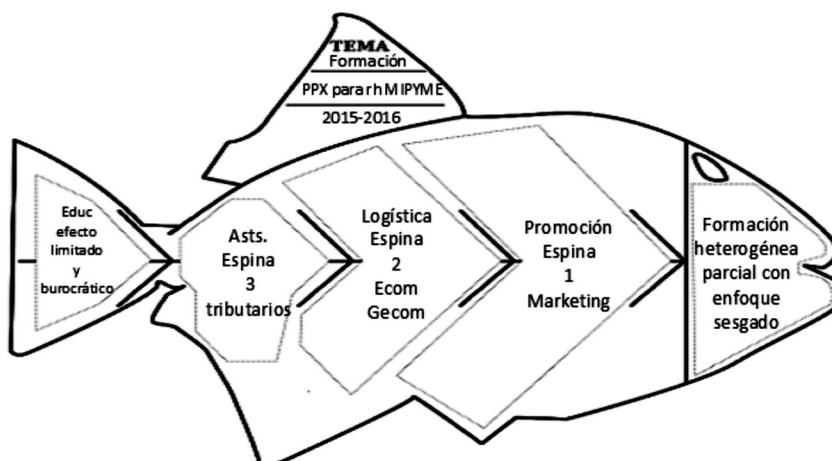 TEMA
Formación
PPX para rh MIPYME
2015-2016
Educ
efecto
limitado
y
burocrático
Asts.
Espina
3
tributarios
Logística
Espina
2
Ecom
Gecom
Promoción
Espina
1
Marketing
Formación
heterogénea
parcial con
enfoque
sesgado